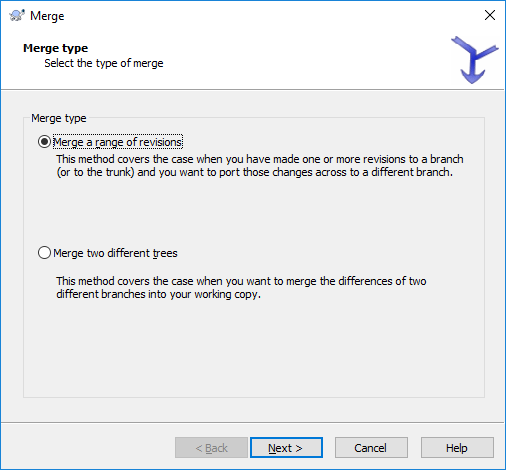 Merge
Merge type
Select the type of merge
Merge type
Merge a range of revisions
This method covers the case when you have made one or more revisions to a branch
(or to the trunk) and you want to port those changes across to a different branch.
Merge two different trees
This method covers the case when you want to merge the differences of two
different branches into your working copy.
< Back
Next >
Cancel
Help